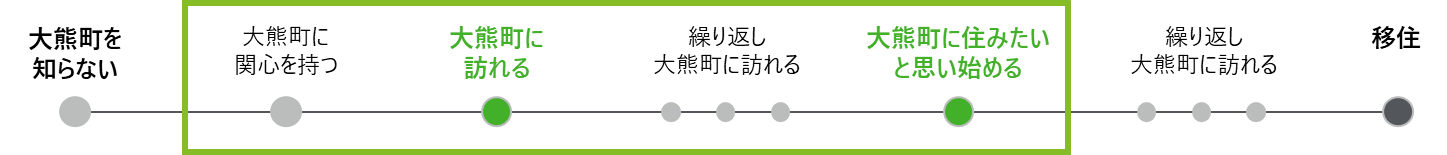 大熊町を
知らない
大熊町に
関心を持つ
大熊町に
訪れる
繰り返し
大熊町に訪れる
大熊町に住みたい
と思い始める
繰り返し
大熊町に訪れる
移住